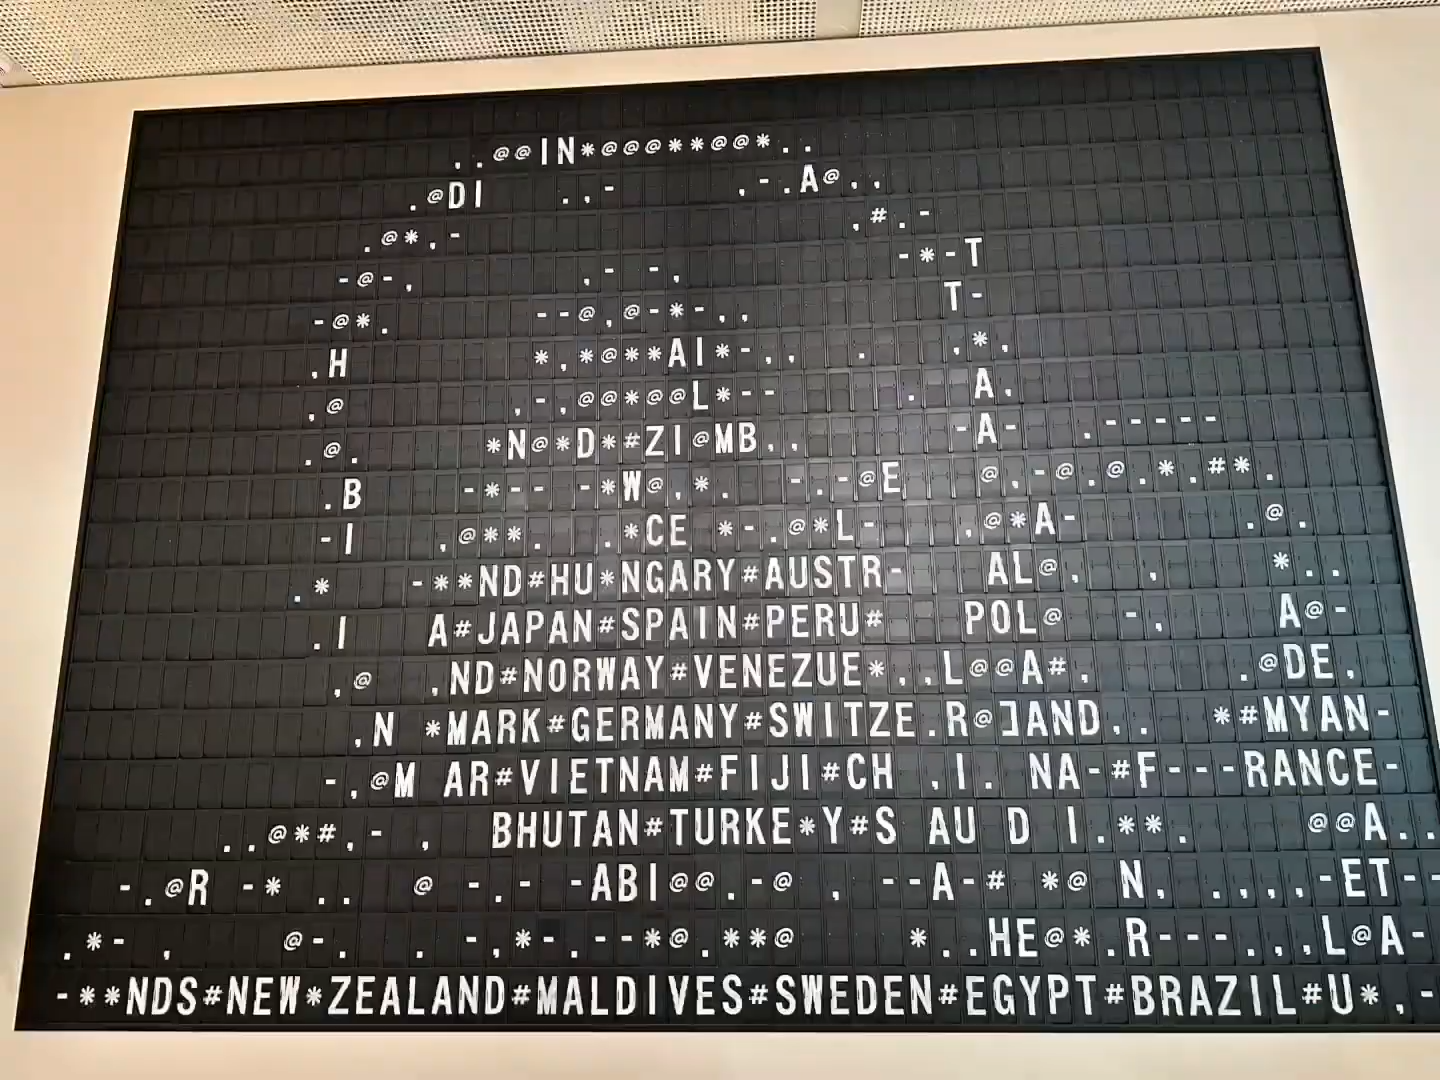 ,.@@IN*@@@**@@*..
.@DI .,- ,-.A@.,
.@*,- ,#.-
-@-, ,- -, -*-T
-@*. --@,@-*-,, T-
,H *,*@**AI*-,, . ,*,
,@ ,-,@@*@@L*-- . A.
.@. *N@*D*#ZI@MB,, -A- .-----
.B -*-- -*W@,*. -.-@E @,-@.@.*.#*.
-I ,@**. .*CE *-.@*L- ,@*A- .@.
.* -**ND#HU*NGARY#AUSTR- AL@, , *..
.I A#JAPAN#SPAIN#PERU# POL@ -, A@-
,@ ,ND#NORWAY#VENEZUE*,,L@@A#, .@DE,
,N *MARK#GERMANY#SWITZE.R@ƎAND,. *#MYAN-
-,@M AR#VIETNAM#FIJI#CH ,I. NA-#F---RANCE-
..@*#,- , BHUTAN#TURKE*Y#S AU D I.**. @@A..
-.@R -* .. @ -.- -ABI@@.-@ , --A-# *@ N, .,,,-ET--
.*- , @-. . -,*-.--*@.**@ *..HE@*.R---.,,L@A-
-**NDS#NEW*ZEALAND#MALDIVES#SWEDEN#EGYPT#BRAZIL#U*,-